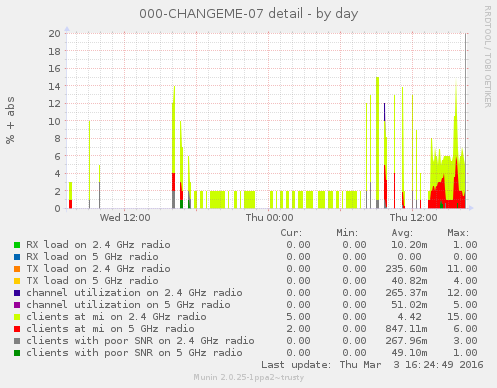 000-CHANGEME-07 detail - by day
RRDTOOL / TOBI OETIKER
% + abs
20
18
16
14
12
10
8
6
4
2
0
Wed 12:00 Thu 00:00 Thu 12:00
Cur: Min: Avg: Max:
RX load on 2.4 GHz radio 0.00 0.00 10.20m 1.00
RX load on 5 GHz radio 0.00 0.00 0.00 0.00
TX load on 2.4 GHz radio 0.00 0.00 235.60m 11.00
TX load on 5 GHz radio 0.00 0.00 40.82m 4.00
channel utilization on 2.4 GHz radio 0.00 0.00 265.37m 12.00
channel utilization on 5 GHz radio 0.00 0.00 51.02m 5.00
clients at mi on 2.4 GHz radio 5.00 0.00 4.42 15.00
clients at mi on 5 GHz radio 2.00 0.00 847.11m 6.00
clients with poor SNR on 2.4 GHz radio 0.00 0.00 267.96m 3.00
clients with poor SNR on 5 GHz radio 0.00 0.00 49.10m 1.00
Last update: Thu Mar 3 16:24:49 2016
Munin 2.0.25-1ppa2~trusty